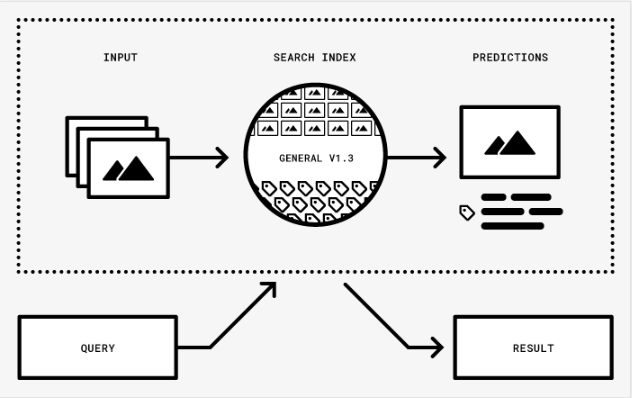 INPUT
SEARCH INDEX
PREDICTIONS
GENERAL V1.3
QUERY
RESULT